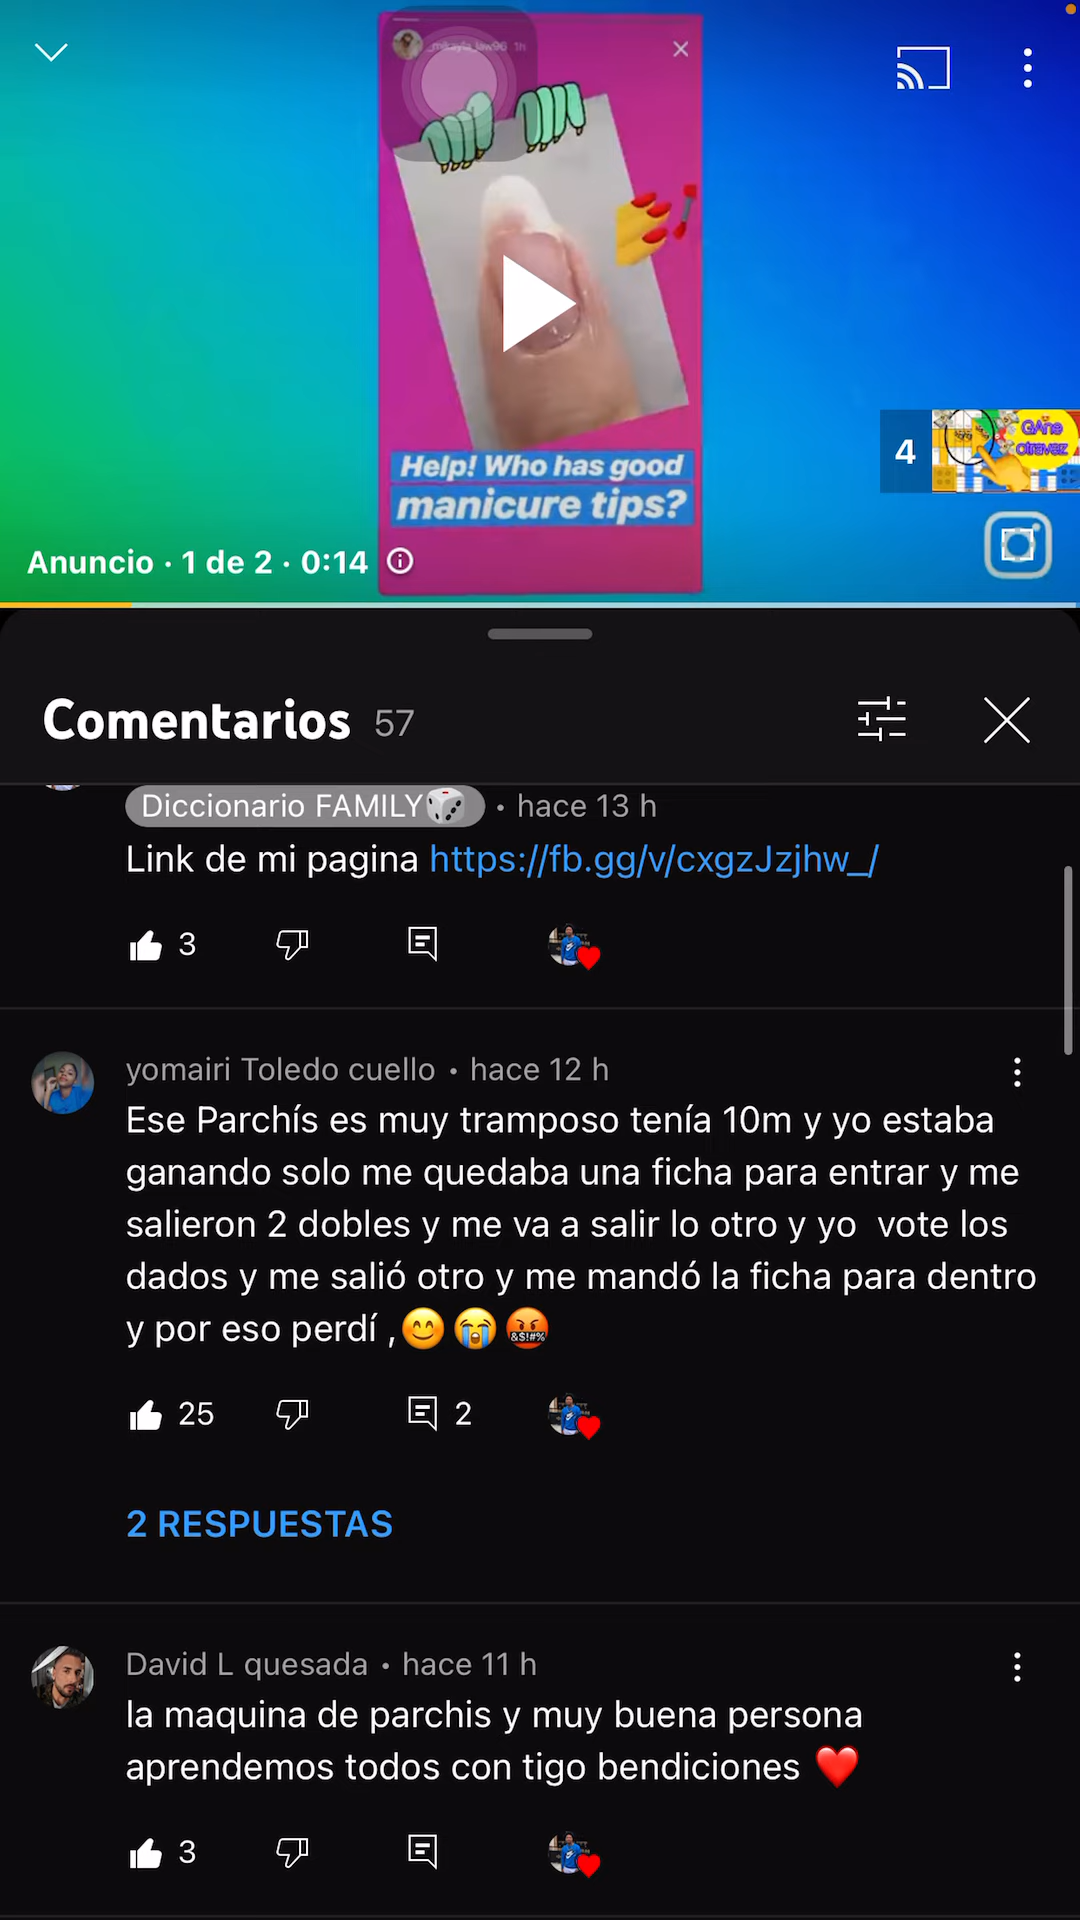 _mikayla_law96 1h
Help! Who has good
manicure tips?
4
GAne
otravez
Anuncio · 1 de 2 · 0:14
Comentarios 57
Diccionario FAMILY🎲 • hace 13 h
Link de mi pagina https://fb.gg/v/cxgzJzjhw_/
3
yomairi Toledo cuello • hace 12 h
Ese Parchís es muy tramposo tenía 10m y yo estaba
ganando solo me quedaba una ficha para entrar y me
salieron 2 dobles y me va a salir lo otro y yo  vote los
dados y me salió otro y me mandó la ficha para dentro
y por eso perdí ,😊😭🤬
25 2
2 RESPUESTAS
David L quesada • hace 11 h
la maquina de parchis y muy buena persona
aprendemos todos con tigo bendiciones ❤️
3